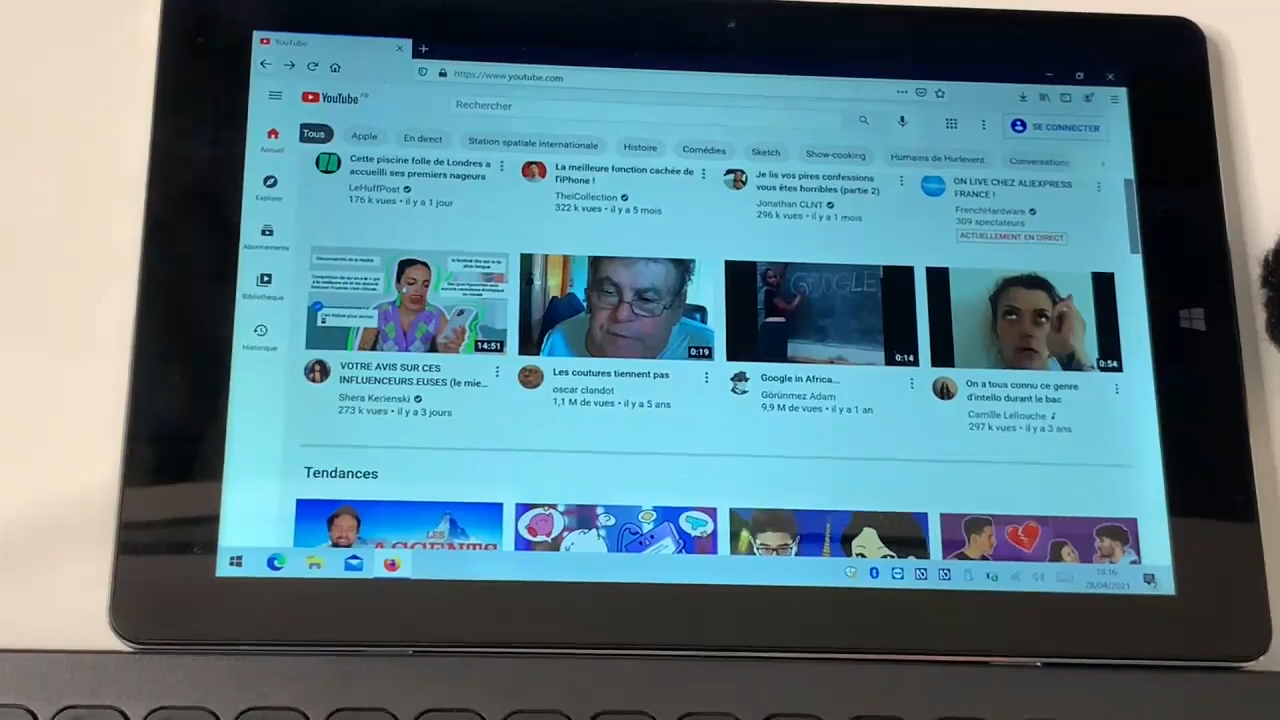 YouTube
https://www.youtube.com
YouTube FR
Rechercher
SE CONNECTER
Tous
Apple
En direct
Station spatiale internationale
Histoire
Comédies
Sketch
Show-cooking
Humains de Hurlevent
Conversations
Accueil
Explorer
Abonnements
Bibliothèque
Historique
Cette piscine folle de Londres a
accueilli ses premiers nageurs
LeHuffPost
176 k vues • il y a 1 jour
La meilleure fonction cachée de
l'iPhone !
TheiCollection
322 k vues • il y a 5 mois
Je lis vos pires confessions
vous êtes horribles (partie 2)
Jonathan CLNT
296 k vues • il y a 1 mois
ON LIVE CHEZ ALIEXPRESS
FRANCE !
FrenchHardware
309 spectateurs
ACTUELLEMENT EN DIRECT
14:51
VOTRE AVIS SUR CES
INFLUENCEURS.EUSES (le mie...
Shera Kerienski
273 k vues • il y a 3 jours
0:19
Les coutures tiennent pas
oscar clandot
1,1 M de vues • il y a 5 ans
GOOGLE
0:14
Google in Africa...
Görünmez Adam
9,9 M de vues • il y a 1 an
0:54
On a tous connu ce genre
d'intello durant le bac
Camille Lellouche
297 k vues • il y a 3 ans
Tendances
LES
ACCENTS
18:16
28/04/2021